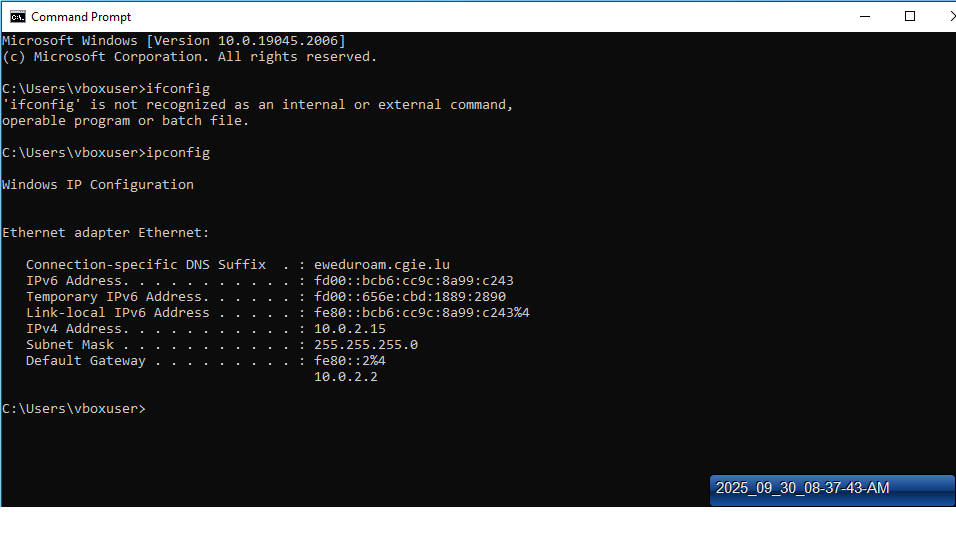 Command Prompt
Microsoft Windows [Version 10.0.19045.2006]
(c) Microsoft Corporation. All rights reserved.
C:\Users\vboxuser>ifconfig
'ifconfig' is not recognized as an internal or external command,
operable program or batch file.
C:\Users\vboxuser>ipconfig
Windows IP Configuration
Ethernet adapter Ethernet:
Connection-specific DNS Suffix  . : eweduroam.cgie.lu
IPv6 Address. . . . . . . . . . . : fd00::bcb6:cc9c:8a99:c243
Temporary IPv6 Address. . . . . . : fd00::656e:cbd:1889:2890
Link-local IPv6 Address . . . . . : fe80::bcb6:cc9c:8a99:c243%4
IPv4 Address. . . . . . . . . . . : 10.0.2.15
Subnet Mask . . . . . . . . . . . : 255.255.255.0
Default Gateway . . . . . . . . . : fe80::2%4
10.0.2.2
C:\Users\vboxuser>
2025_09_30_08-37-43-AM